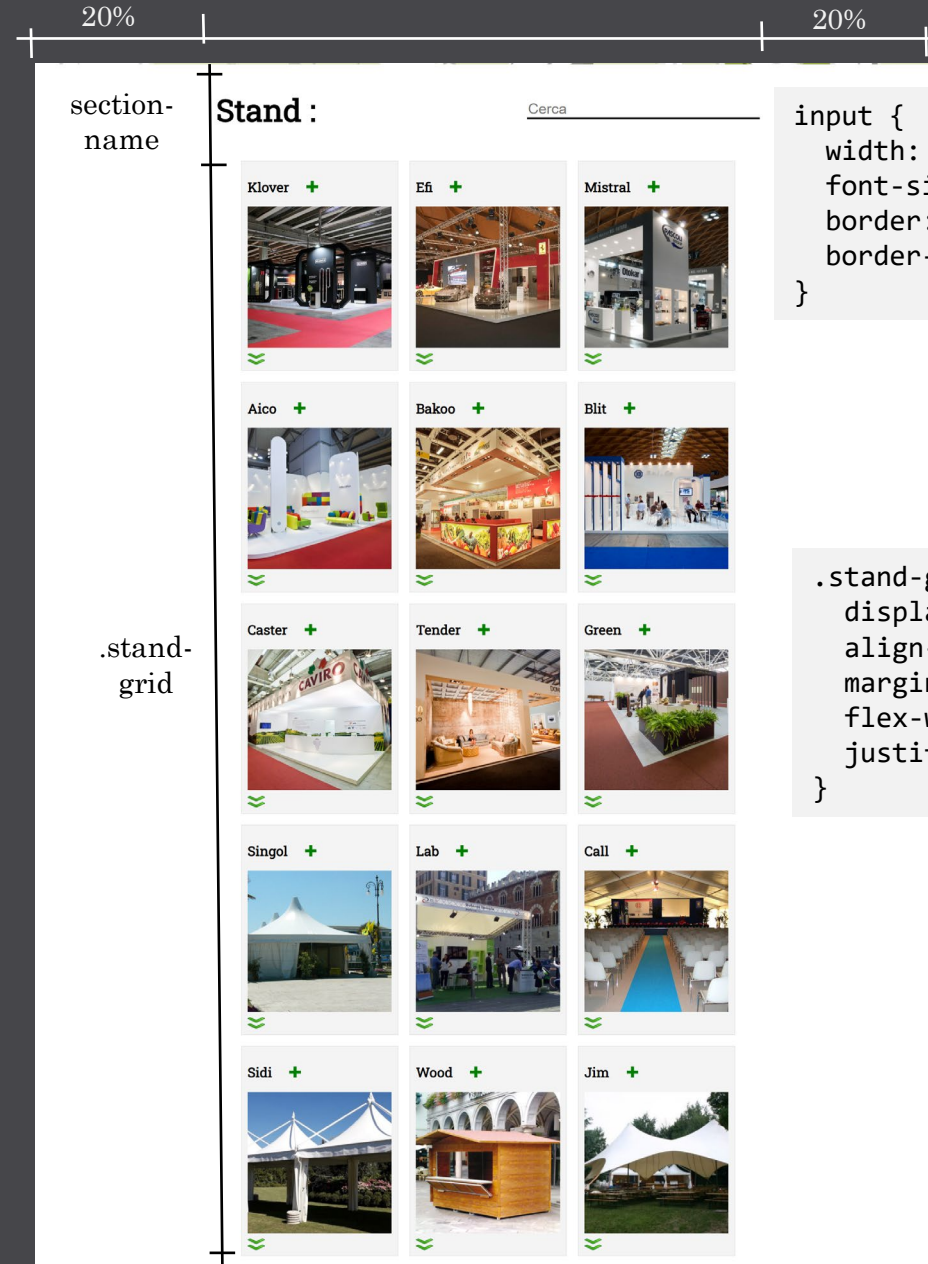 20%
20%
section-
name
Stand :
Cerca
input {
width:
font-si
border:
border-
}
Klover +
Efi +
Mistral +
Aico +
Bakoo +
Blit +
.stand-g
displa
align-
margin
flex-w
justif
}
.stand-
grid
Caster +
Tender +
Green +
CAVIRO
Singol +
Lab +
Call +
Sidi +
Wood +
Jim +